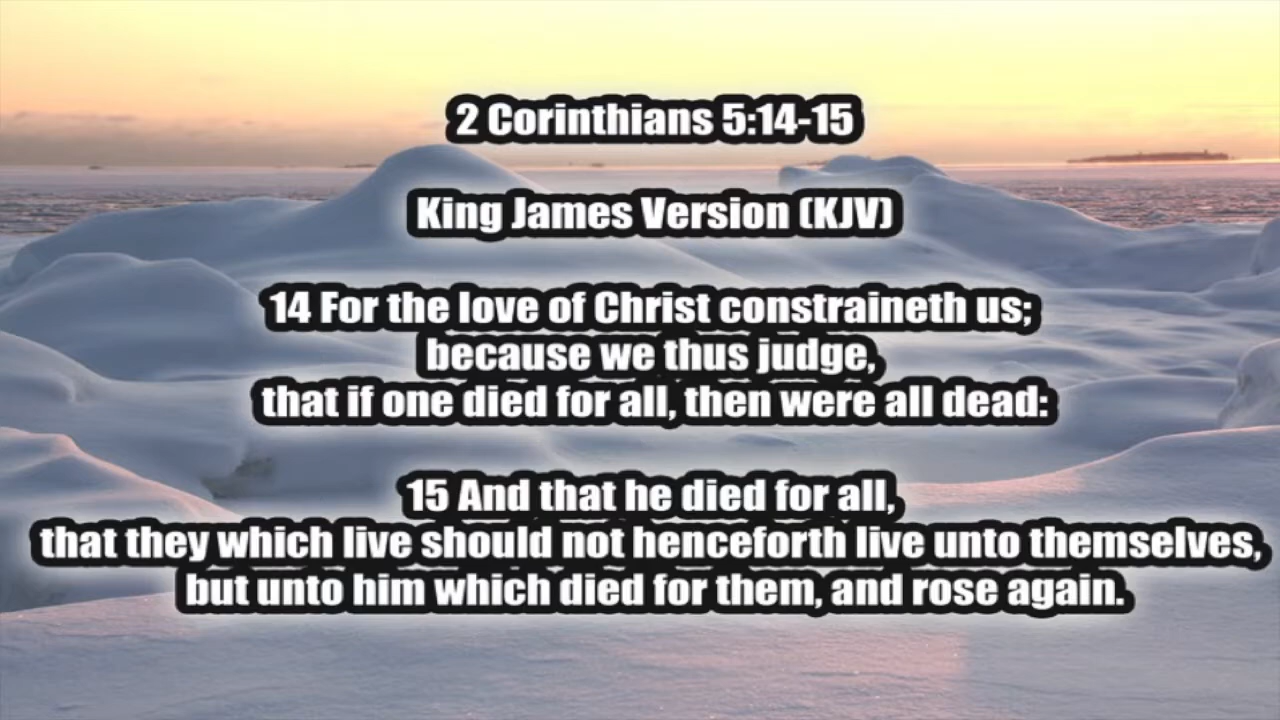 2 Corinthians 5:14-15
King James Version (KJV)
14 For the love of Christ constraineth us;
because we thus judge,
that if one died for all, then were all dead:
15 And that he died for all,
that they which live should not henceforth live unto themselves,
but unto him which died for them, and rose again.